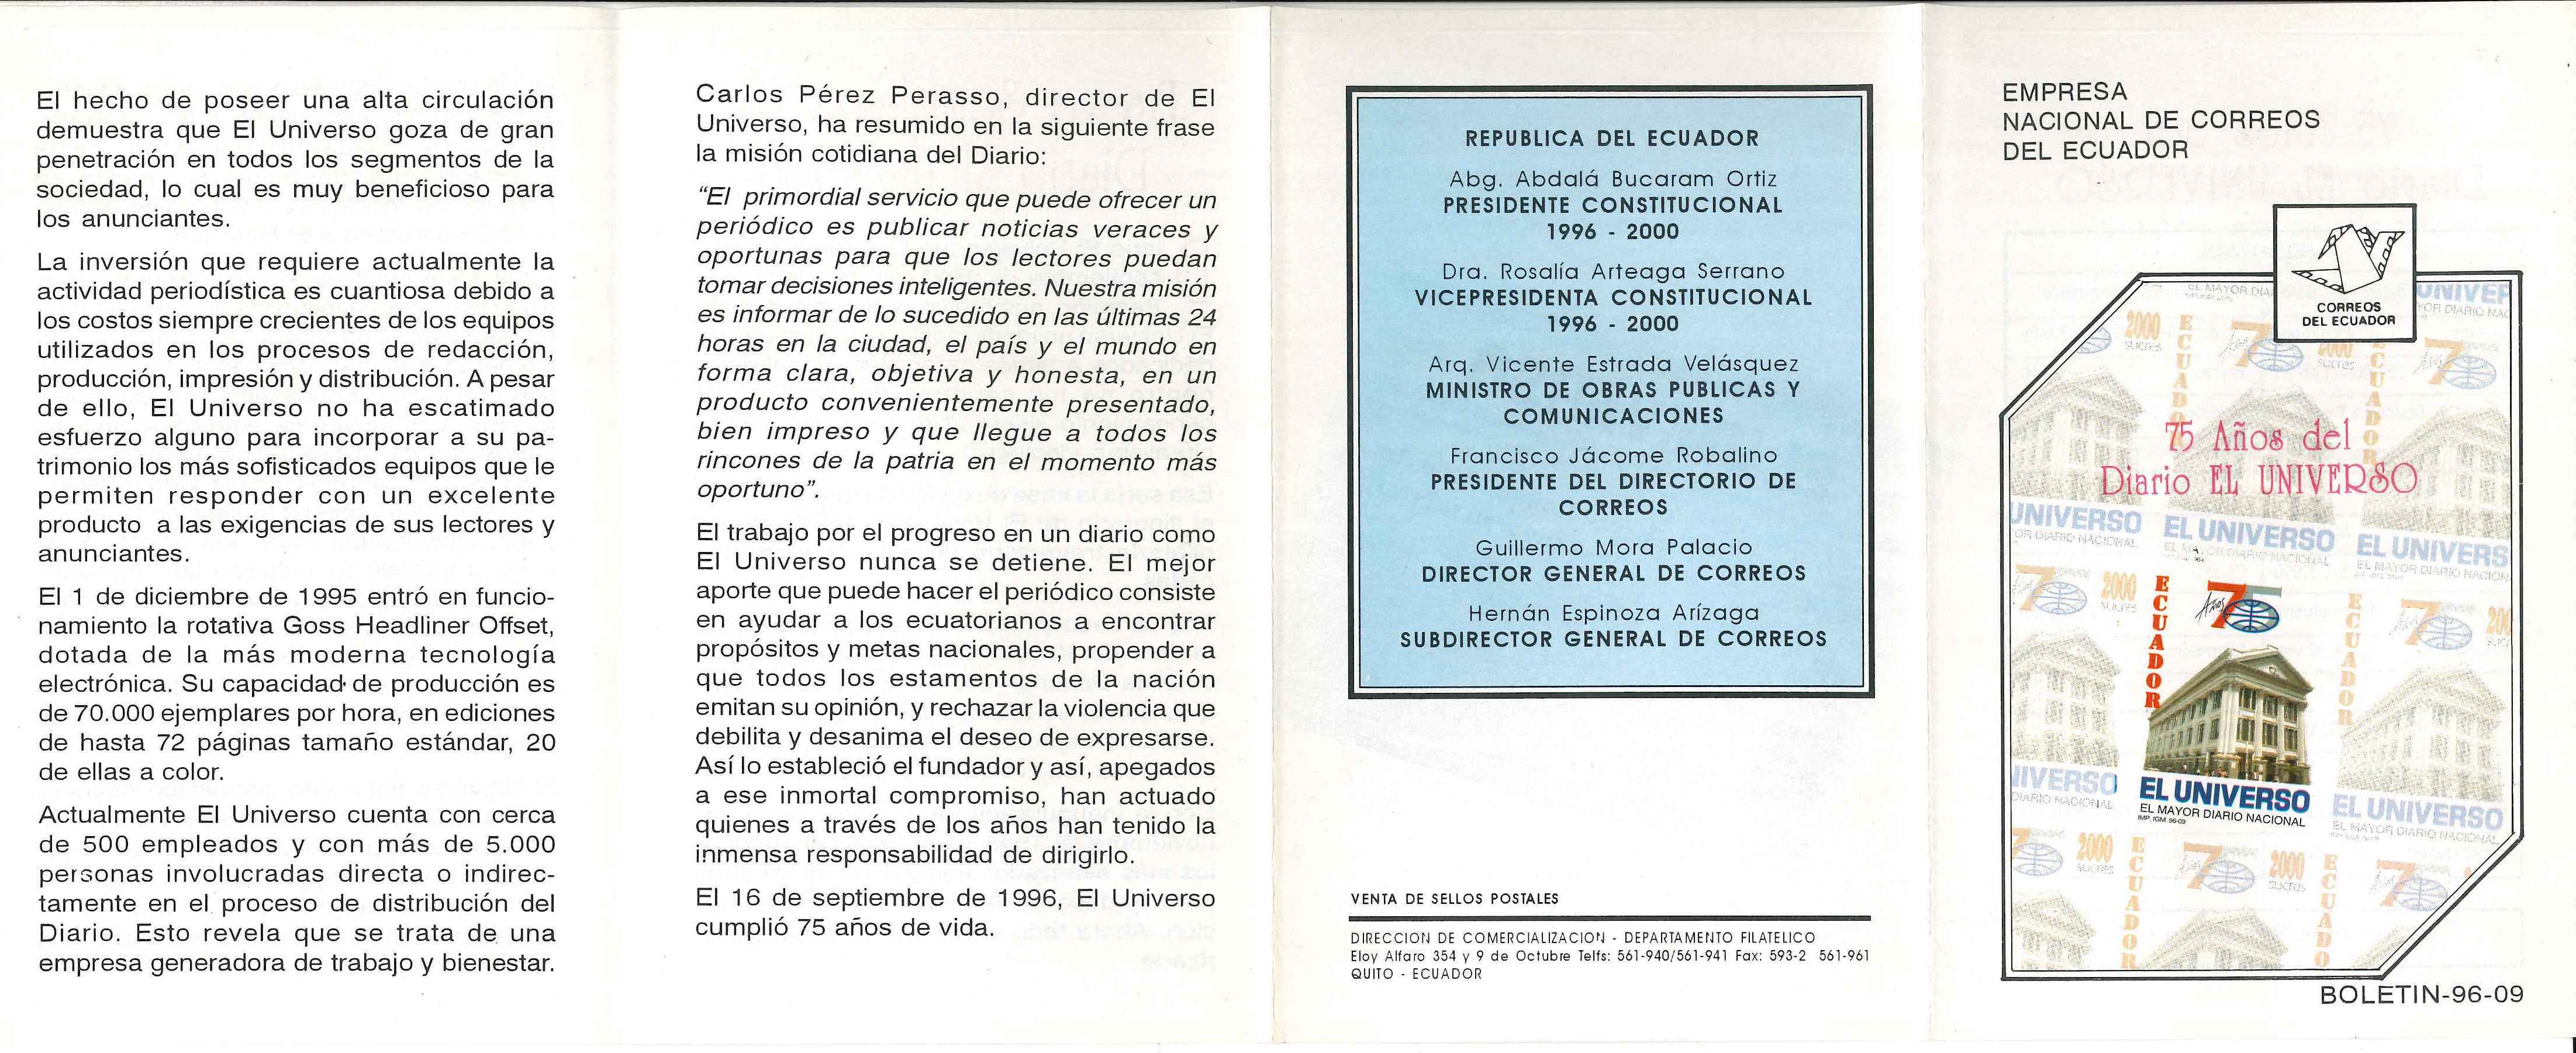 El hecho de poseer una alta circulación
demuestra que El Universo goza de gran
penetración en todos los segmentos de la
sociedad, lo cual es muy beneficioso para
los anunciantes.
La inversión que requiere actualmente la
actividad periodística es cuantiosa debido a
los costos siempre crecientes de los equipos
utilizados en los procesos de redacción,
producción, impresión y distribución. A pesar
de ello, El Universo no ha escatimado
esfuerzo alguno para incorporar a su pa-
trimonio los más sofisticados equipos que le
permiten responder con un excelente
producto a las exigencias de sus lectores y
anunciantes.
El 1 de diciembre de 1995 entró en funcio-
namiento la rotativa Goss Headliner Offset,
dotada de la más moderna tecnología
electrónica. Su capacidad de producción es
de 70.000 ejemplares por hora, en ediciones
de hasta 72 páginas tamaño estándar, 20
de ellas a color.
Actualmente El Universo cuenta con cerca
de 500 empleados y con más de 5.000
personas involucradas directa o indirec-
tamente en el proceso de distribución del
Diario. Esto revela que se trata de una
empresa generadora de trabajo y bienestar.
Carlos Pérez Perasso, director de El
Universo, ha resumido en la siguiente frase
la misión cotidiana del Diario:
“El primordial servicio que puede ofrecer un
periódico es publicar noticias veraces y
oportunas para que los lectores puedan
tomar decisiones inteligentes. Nuestra misión
es informar de lo sucedido en las últimas 24
horas en la ciudad, el país y el mundo en
forma clara, objetiva y honesta, en un
producto convenientemente presentado,
bien impreso y que llegue a todos los
rincones de la patria en el momento más
oportuno”.
El trabajo por el progreso en un diario como
El Universo nunca se detiene. El mejor
aporte que puede hacer el periódico consiste
en ayudar a los ecuatorianos a encontrar
propósitos y metas nacionales, propender a
que todos los estamentos de la nación
emitan su opinión, y rechazar la violencia que
debilita y desanima el deseo de expresarse.
Así lo estableció el fundador y así, apegados
a ese inmortal compromiso, han actuado
quienes a través de los años han tenido la
inmensa responsabilidad de dirigirlo.
El 16 de septiembre de 1996, El Universo
cumplió 75 años de vida.
REPUBLICA DEL ECUADOR
Abg. Abdalá Bucaram Ortiz
PRESIDENTE CONSTITUCIONAL
1996 - 2000
Dra. Rosalía Arteaga Serrano
VICEPRESIDENTA CONSTITUCIONAL
1996 - 2000
Arq. Vicente Estrada Velásquez
MINISTRO DE OBRAS PUBLICAS Y
COMUNICACIONES
Francisco Jácome Robalino
PRESIDENTE DEL DIRECTORIO DE
CORREOS
Guillermo Mora Palacio
DIRECTOR GENERAL DE CORREOS
Hernán Espinoza Arízaga
SUBDIRECTOR GENERAL DE CORREOS
VENTA DE SELLOS POSTALES
DIRECCION DE COMERCIALIZACION - DEPARTAMENTO FILATELICO
Eloy Alfaro 354 y 9 de Octubre Telfs: 561-940/561-941 Fax: 593-2 561-961
QUITO - ECUADOR
EMPRESA
NACIONAL DE CORREOS
DEL ECUADOR
CORREOS
DEL ECUADOR
75 Años del
Diario EL UNIVERSO
EL UNIVERSO
EL MAYOR DIARIO NACIONAL
2000
SUCRES
ECUADOR
75
Años
EL UNIVERSO
EL MAYOR DIARIO NACIONAL
IMP. IGM. 96-09
EL UNIVERSO
EL MAYOR DIARIO NACIONAL
2000
SUCRES
ECUADOR
BOLETIN-96-09